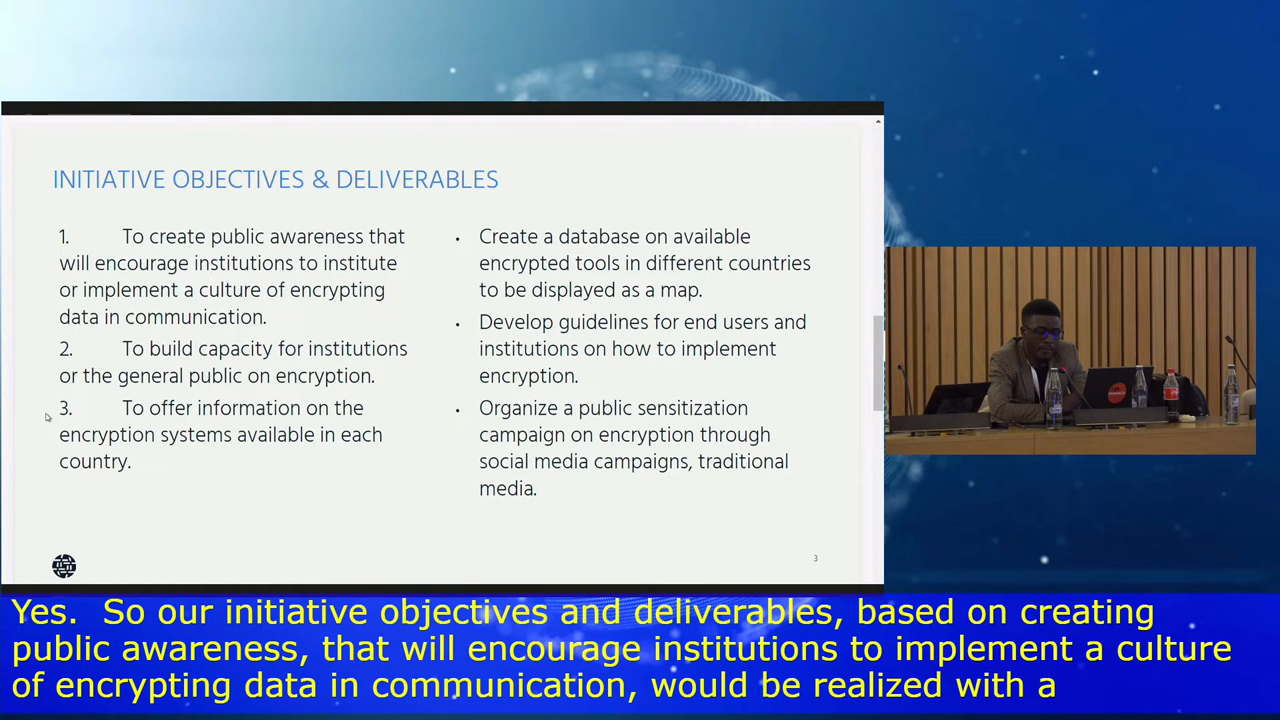 INITIATIVE OBJECTIVES & DELIVERABLES
1. To create public awareness that
will encourage institutions to institute
or implement a culture of encrypting
data in communication.
2. To build capacity for institutions
or the general public on encryption.
3. To offer information on the
encryption systems available in each
country.
• Create a database on available
encrypted tools in different countries
to be displayed as a map.
• Develop guidelines for end users and
institutions on how to implement
encryption.
• Organize a public sensitization
campaign on encryption through
social media campaigns, traditional
media.
3
Yes. So our initiative objectives and deliverables, based on creating
public awareness, that will encourage institutions to implement a culture
of encrypting data in communication, would be realized with a